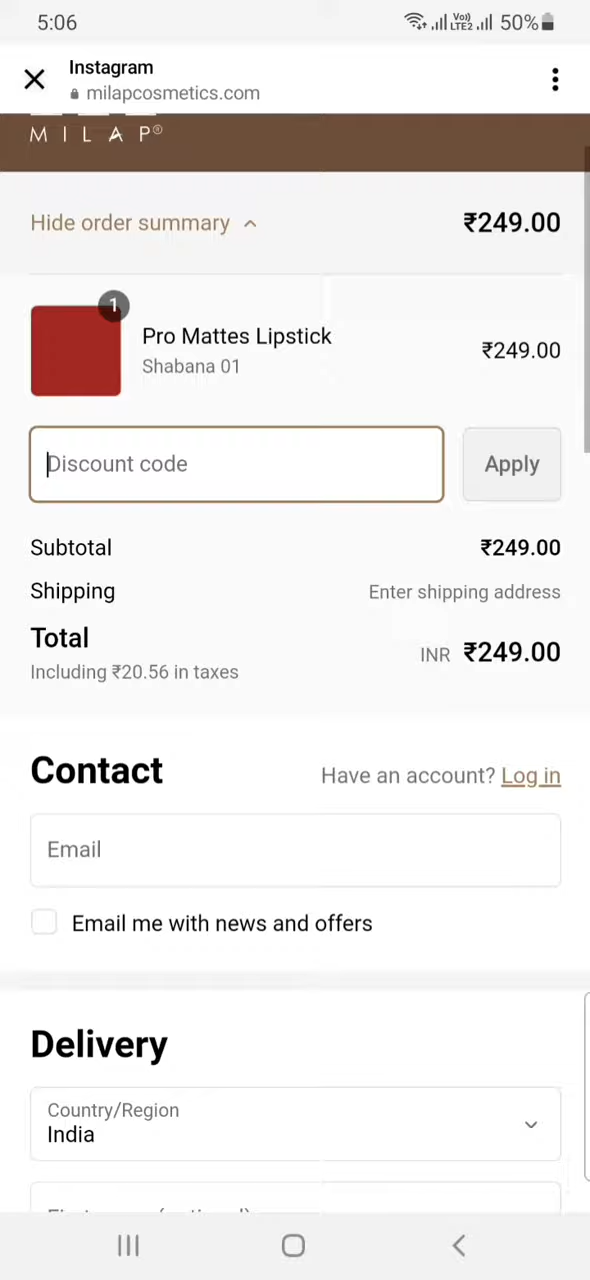 5:06
Vo)) LTE2 50%
Instagram
milapcosmetics.com
MILAP®
Hide order summary ₹249.00
1
Pro Mattes Lipstick
Shabana 01
₹249.00
Discount code Apply
Subtotal ₹249.00
Shipping Enter shipping address
Total INR ₹249.00
Including ₹20.56 in taxes
Contact Have an account? Log in
Email
Email me with news and offers
Delivery
Country/Region
India